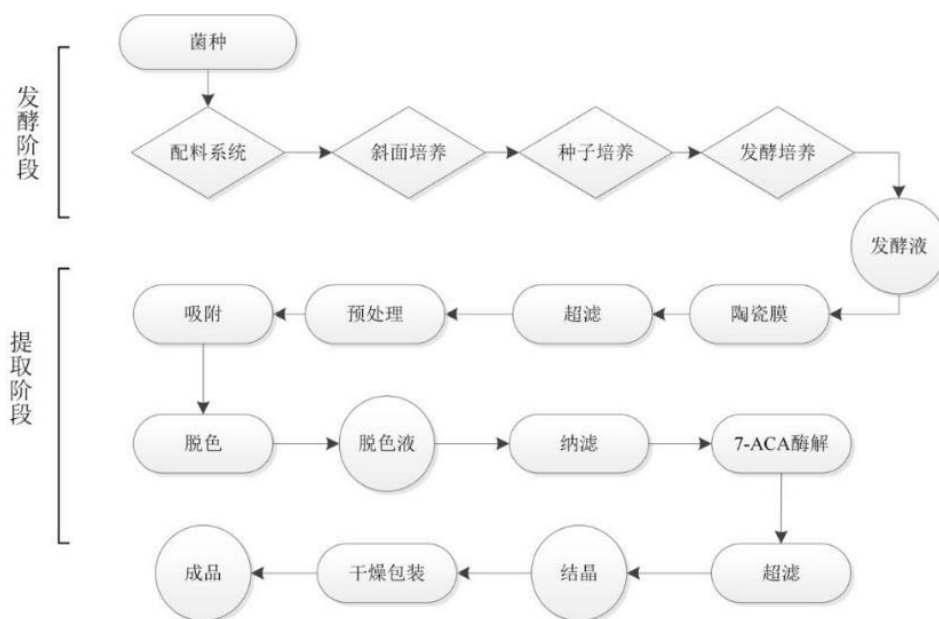 菌种
发酵阶段
配料系统
斜面培养
种子培养
发酵培养
发酵液
提取阶段
吸附
预处理
超滤
陶瓷膜
脱色
脱色液
纳滤
7-ACA酶解
成品
干燥包装
结晶
超滤